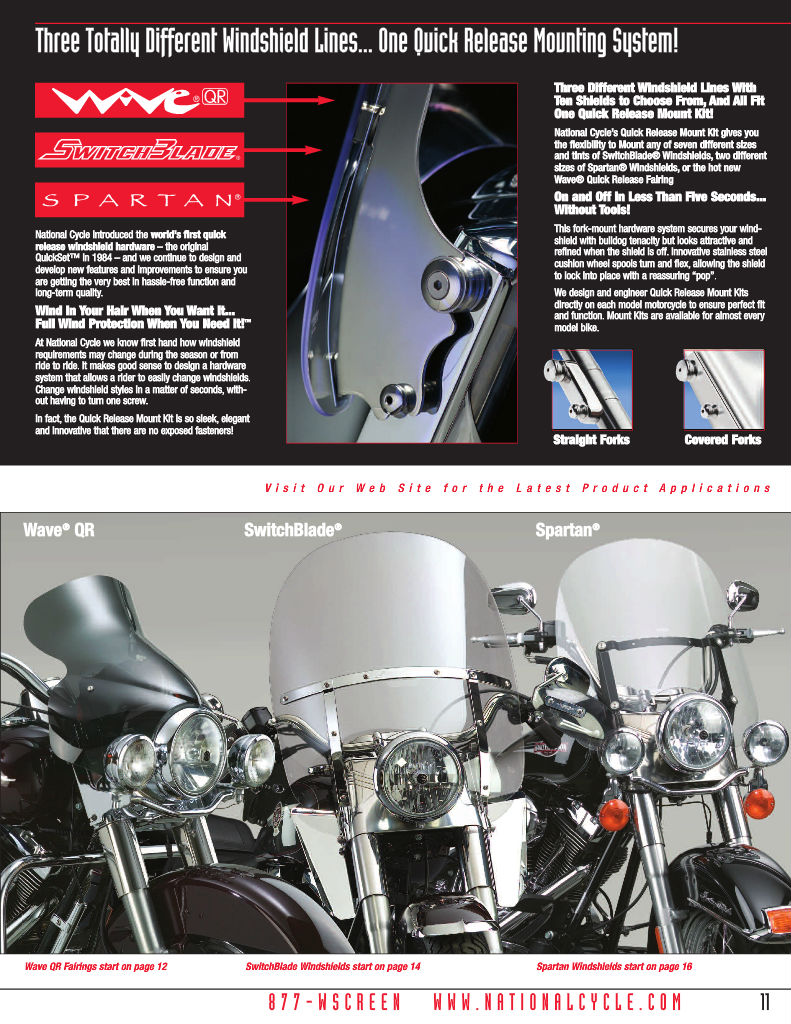 Three Totally Different Windshield Lines... One Quick Release Mounting System!
WAVE® QR
SWITCHBLADE®
SPARTAN®
National Cycle introduced the world's first quick
release windshield hardware – the original
QuickSet™ in 1984 – and we continue to design and
develop new features and improvements to ensure you
are getting the very best in hassle-free function and
long-term quality.
Wind In Your Hair When You Want It...
Full Wind Protection When You Need It!™
At National Cycle we know first hand how windshield
requirements may change during the season or from
ride to ride. It makes good sense to design a hardware
system that allows a rider to easily change windshields.
Change windshield styles in a matter of seconds, with-
out having to turn one screw.
In fact, the Quick Release Mount Kit is so sleek, elegant
and innovative that there are no exposed fasteners!
Three Different Windshield Lines With
Ten Shields to Choose From, And All Fit
One Quick Release Mount Kit!
National Cycle's Quick Release Mount Kit gives you
the flexibility to Mount any of seven different sizes
and tints of SwitchBlade® Windshields, two different
sizes of Spartan® Windshields, or the hot new
Wave® Quick Release Fairing
On and Off In Less Than Five Seconds...
Without Tools!
This fork-mount hardware system secures your wind-
shield with bulldog tenacity but looks attractive and
refined when the shield is off. Innovative stainless steel
cushion wheel spools turn and flex, allowing the shield
to lock into place with a reassuring "pop".
We design and engineer Quick Release Mount Kits
directly on each model motorcycle to ensure perfect fit
and function. Mount Kits are available for almost every
model bike.
Straight Forks
Covered Forks
Visit Our Web Site for the Latest Product Applications
Wave® QR
SwitchBlade®
Spartan®
Wave QR Fairings start on page 12
SwitchBlade Windshields start on page 14
Spartan Windshields start on page 16
877-WSCREEN WWW.NATIONALCYCLE.COM
11